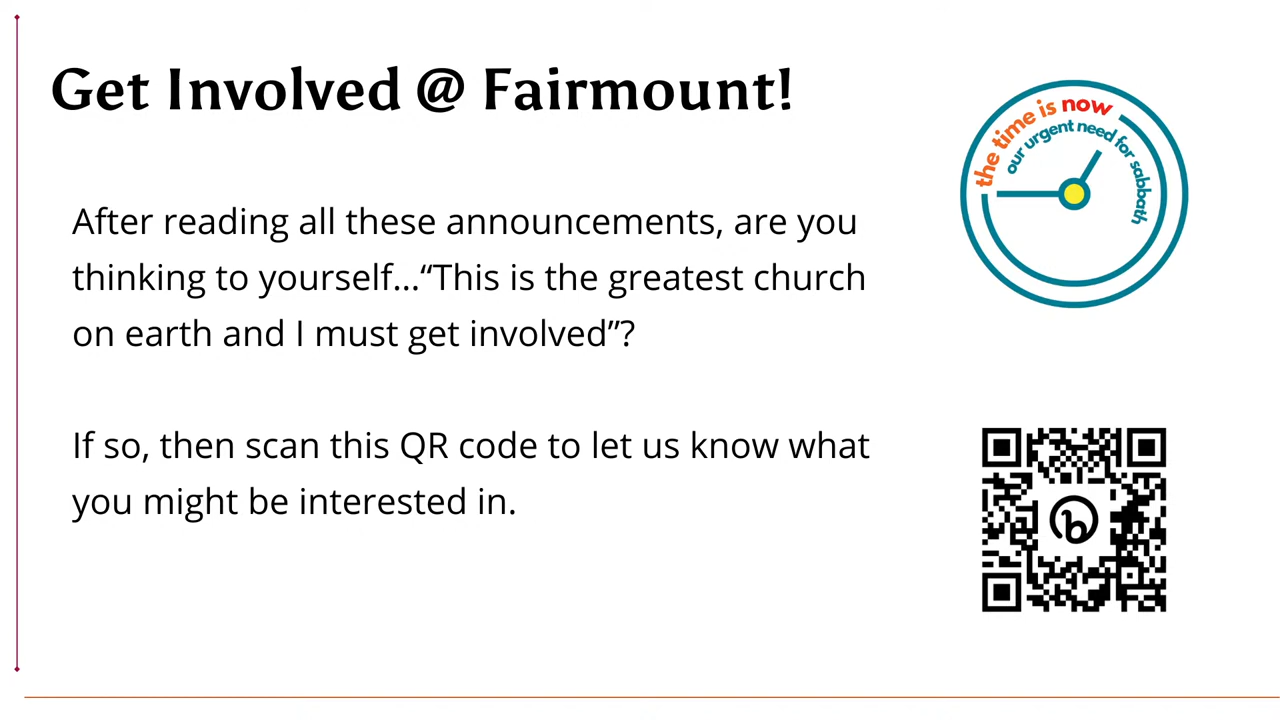 Get Involved @ Fairmount!
the time is now
our urgent need for sabbath
After reading all these announcements, are you
thinking to yourself...“This is the greatest church
on earth and I must get involved”?
If so, then scan this QR code to let us know what
you might be interested in.
b